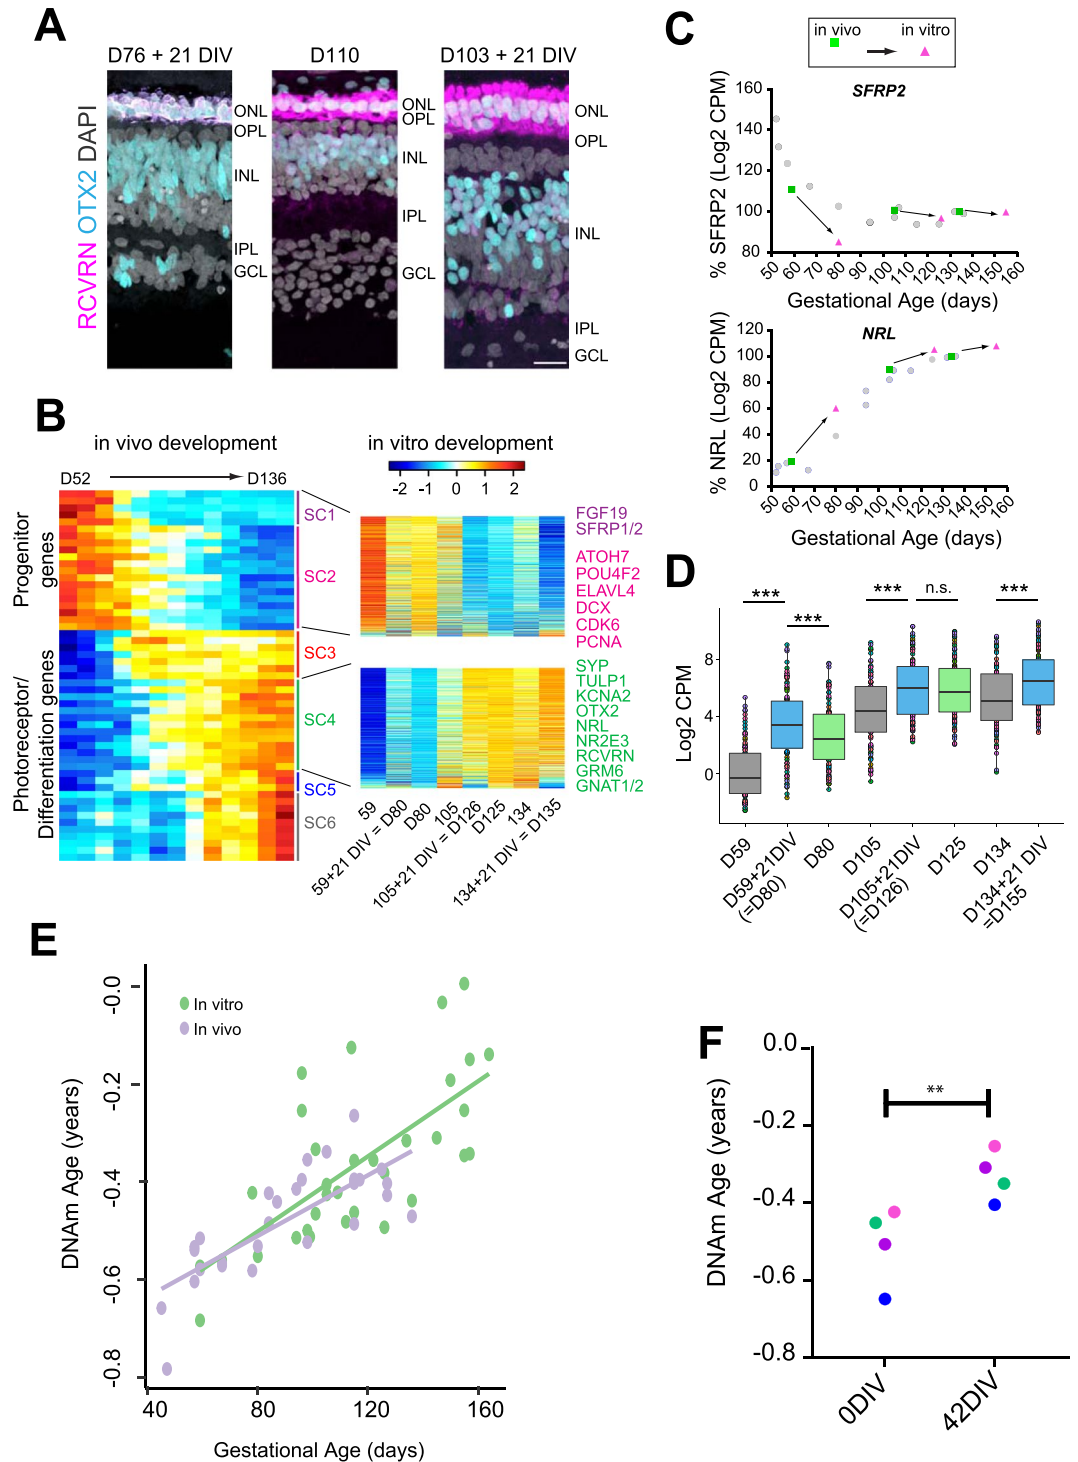 A
D76 + 21 DIV
D110
D103 + 21 DIV
RCVRN OTX2 DAPI
ONL
OPL
INL
IPL
GCL
ONL
OPL
INL
IPL
GCL
ONL
OPL
INL
IPL
GCL
B
in vivo development
D52
D136
Progenitor
genes
Photoreceptor/
Differentiation genes
SC1
SC2
SC3
SC4
SC5
SC6
in vitro development
-2 -1 0 1 2
FGF19
SFRP1/2
ATOH7
POU4F2
ELAVL4
DCX
CDK6
PCNA
SYP
TULP1
KCNA2
OTX2
NRL
NR2E3
RCVRN
GRM6
GNAT1/2
59
59+21 DIV = D80
D80
105
105+21 DIV = D126
D125
134
134+21 DIV = D135
C
in vivo
in vitro
SFRP2
% SFRP2 (Log2 CPM)
160
140
120
100
80
50 60 70 80 90 100 110 120 130 140 150 160
Gestational Age (days)
NRL
% NRL (Log2 CPM)
120
100
80
60
40
20
0
50 60 70 80 90 100 110 120 130 140 150 160
Gestational Age (days)
D
*** *** *** n.s. ***
Log2 CPM
8
4
0
D59
D59+21DIV
(=D80)
D80
D105
D105+21DIV
(=D126)
D125
D134
D134+21 DIV
=D155
E
In vitro
In vivo
DNAm Age (years)
-0.0
-0.2
-0.4
-0.6
-0.8
40 80 120 160
Gestational Age (days)
F
**
DNAm Age (years)
0.0
-0.2
-0.4
-0.6
-0.8
0DIV
42DIV